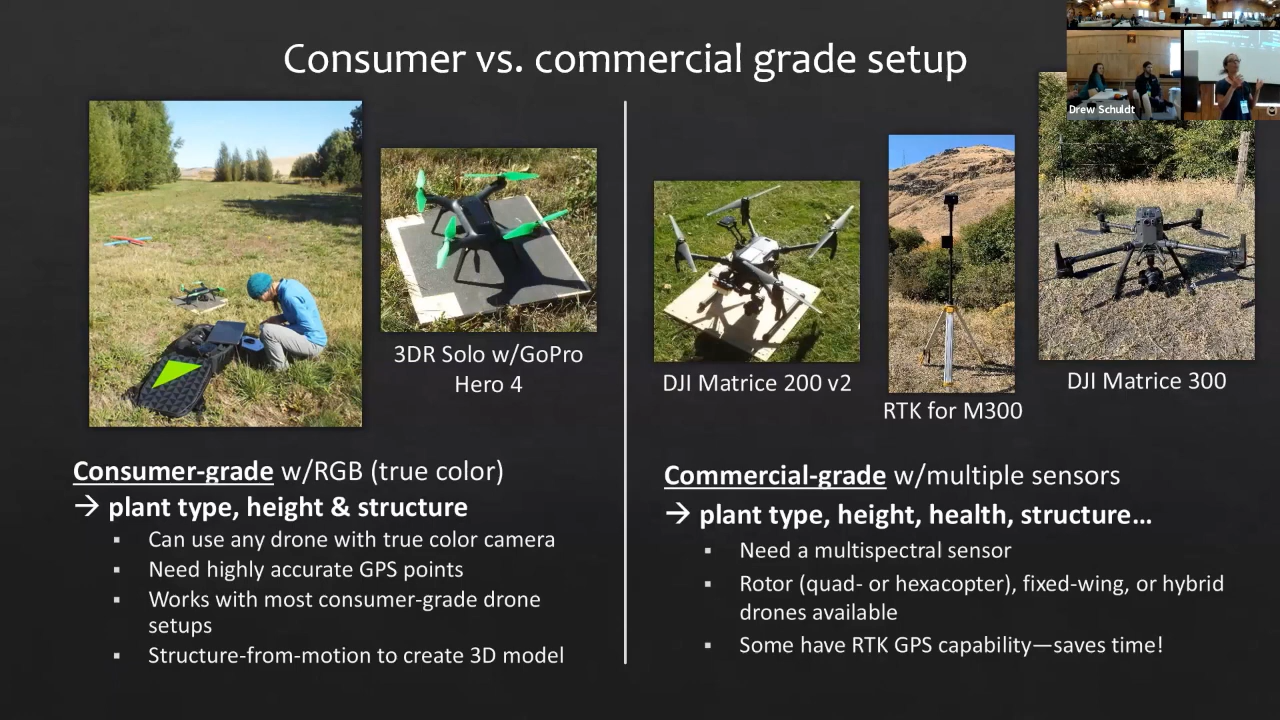 Consumer vs. commercial grade setup
Drew Schuldt
3DR Solo w/GoPro
Hero 4
Consumer-grade w/RGB (true color)
→ plant type, height & structure
▪ Can use any drone with true color camera
▪ Need highly accurate GPS points
▪ Works with most consumer-grade drone
setups
▪ Structure-from-motion to create 3D model
DJI Matrice 200 v2
RTK for M300
DJI Matrice 300
Commercial-grade w/multiple sensors
→ plant type, height, health, structure…
▪ Need a multispectral sensor
▪ Rotor (quad- or hexacopter), fixed-wing, or hybrid
drones available
▪ Some have RTK GPS capability—saves time!